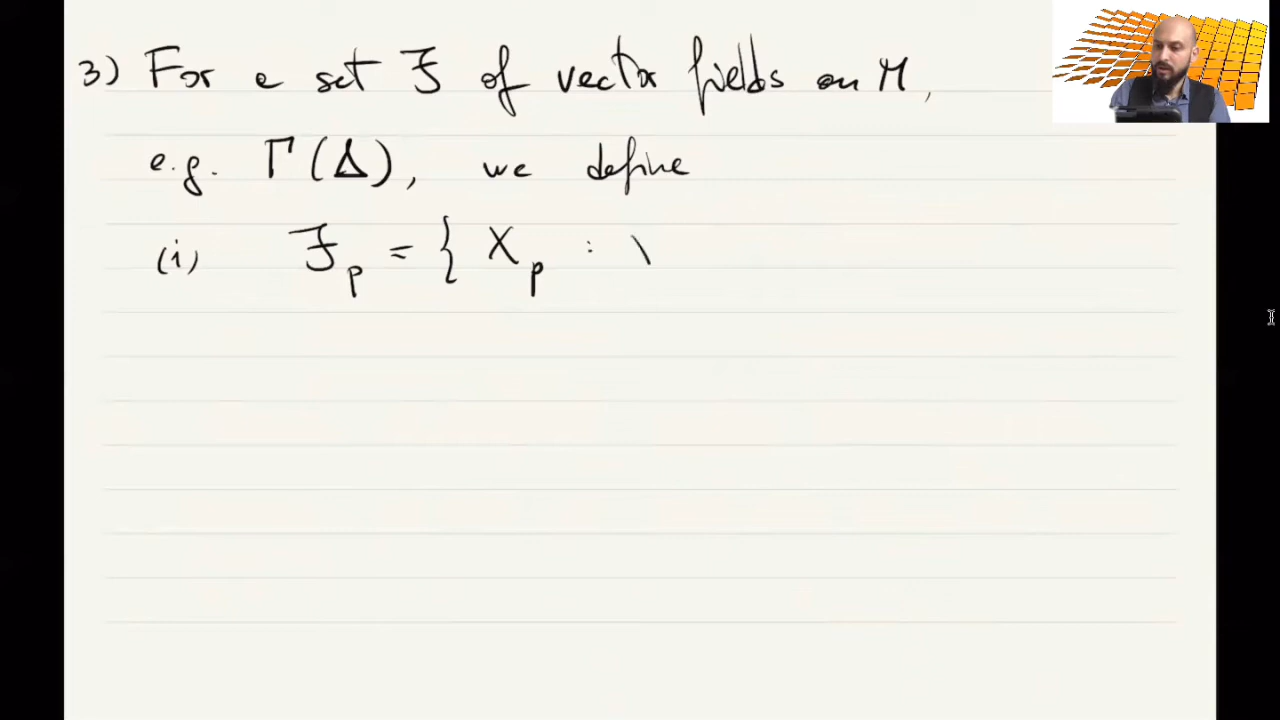 3) For a set ℱ of vector fields on M,
e.g. Γ(Δ), we define
(i) ℱ_p = { X_p : \